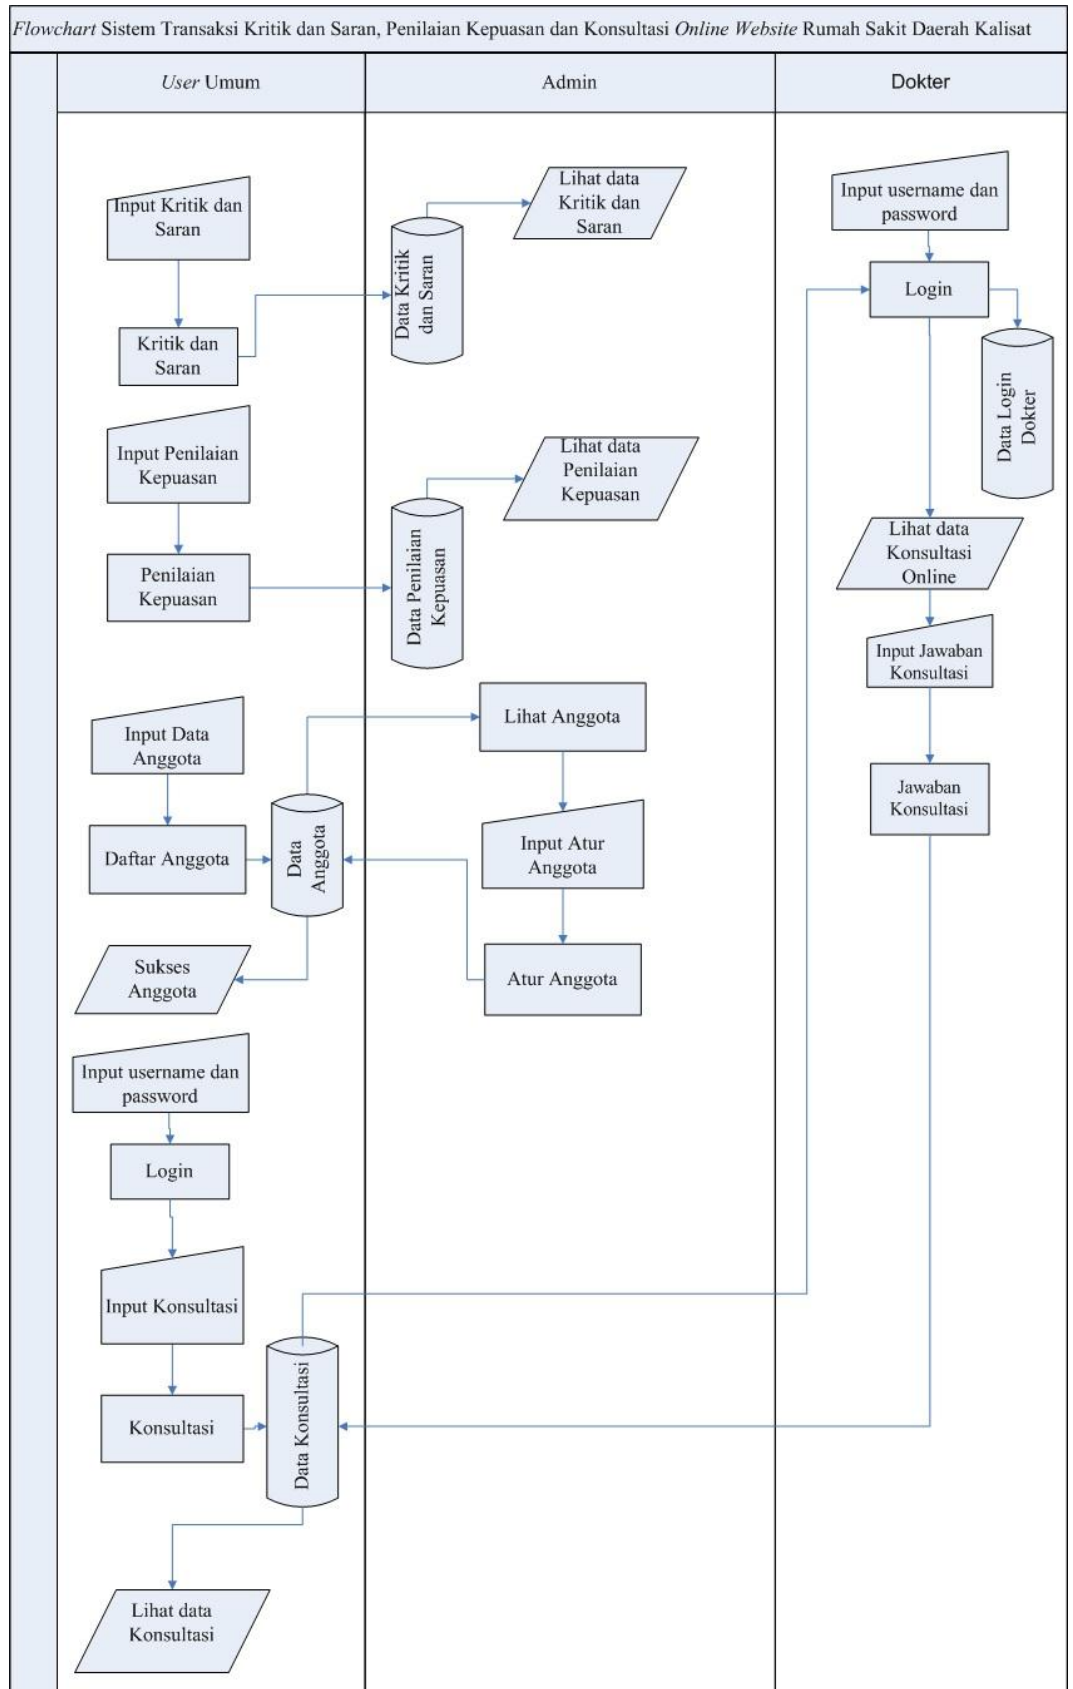 Flowchart Sistem Transaksi Kritik dan Saran, Penilaian Kepuasan dan Konsultasi Online Website Rumah Sakit Daerah Kalisat
User Umum
Admin
Dokter
Input Kritik dan
Saran
Kritik dan
Saran
Data Kritik
dan Saran
Lihat data
Kritik dan
Saran
Input username dan
password
Login
Data Login
Dokter
Input Penilaian
Kepuasan
Penilaian
Kepuasan
Data Penilaian
Kepuasan
Lihat data
Penilaian
Kepuasan
Lihat data
Konsultasi
Online
Input Jawaban
Konsultasi
Jawaban
Konsultasi
Input Data
Anggota
Daftar Anggota
Data
Anggota
Sukses
Anggota
Lihat Anggota
Input Atur
Anggota
Atur Anggota
Input username dan
password
Login
Input Konsultasi
Konsultasi
Data Konsultasi
Lihat data
Konsultasi